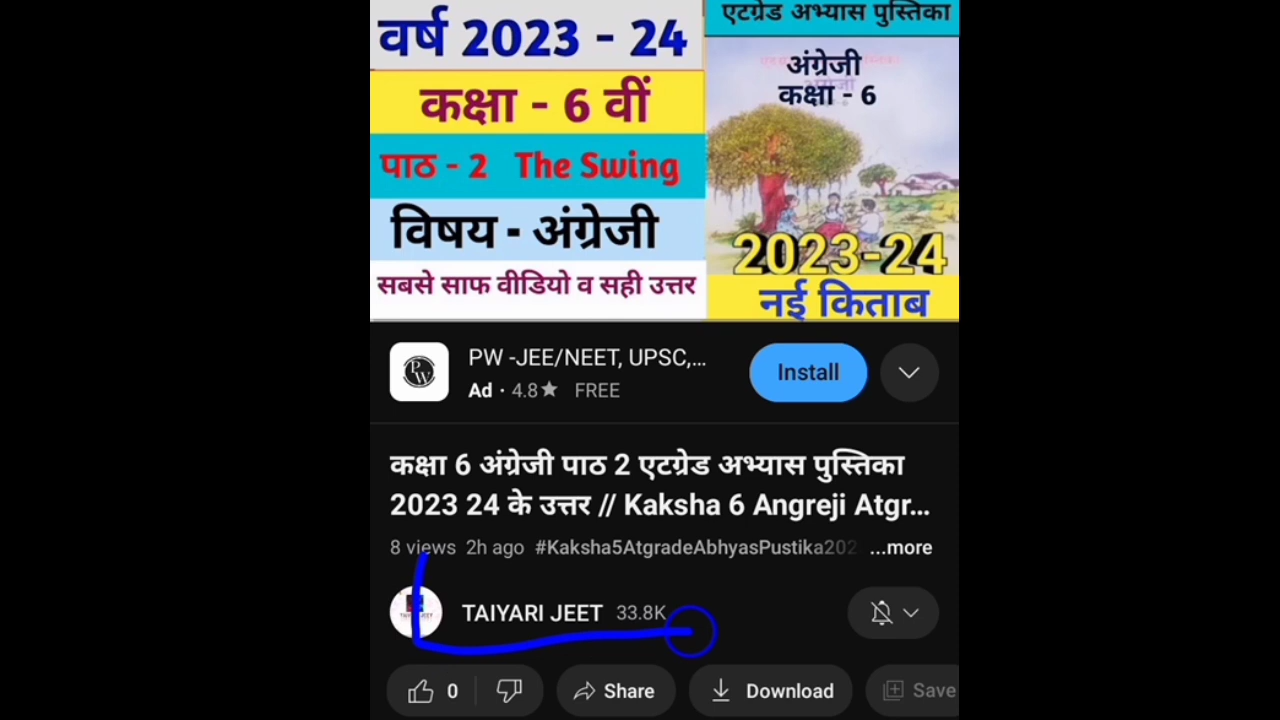 वर्ष 2023 - 24
कक्षा - 6 वीं
पाठ - 2 The Swing
विषय - अंग्रेजी
सबसे साफ वीडियो व सही उत्तर
एटग्रेड अभ्यास पुस्तिका
अंग्रेजी
कक्षा - 6
2023-24
नई किताब
PW -JEE/NEET, UPSC,...
Ad · 4.8★ FREE
Install
कक्षा 6 अंग्रेजी पाठ 2 एटग्रेड अभ्यास पुस्तिका
2023 24 के उत्तर // Kaksha 6 Angreji Atgr...
8 views 2h ago #Kaksha5AtgradeAbhyasPustika202 ...more
TAIYARI JEET 33.8K
0 Share Download Save